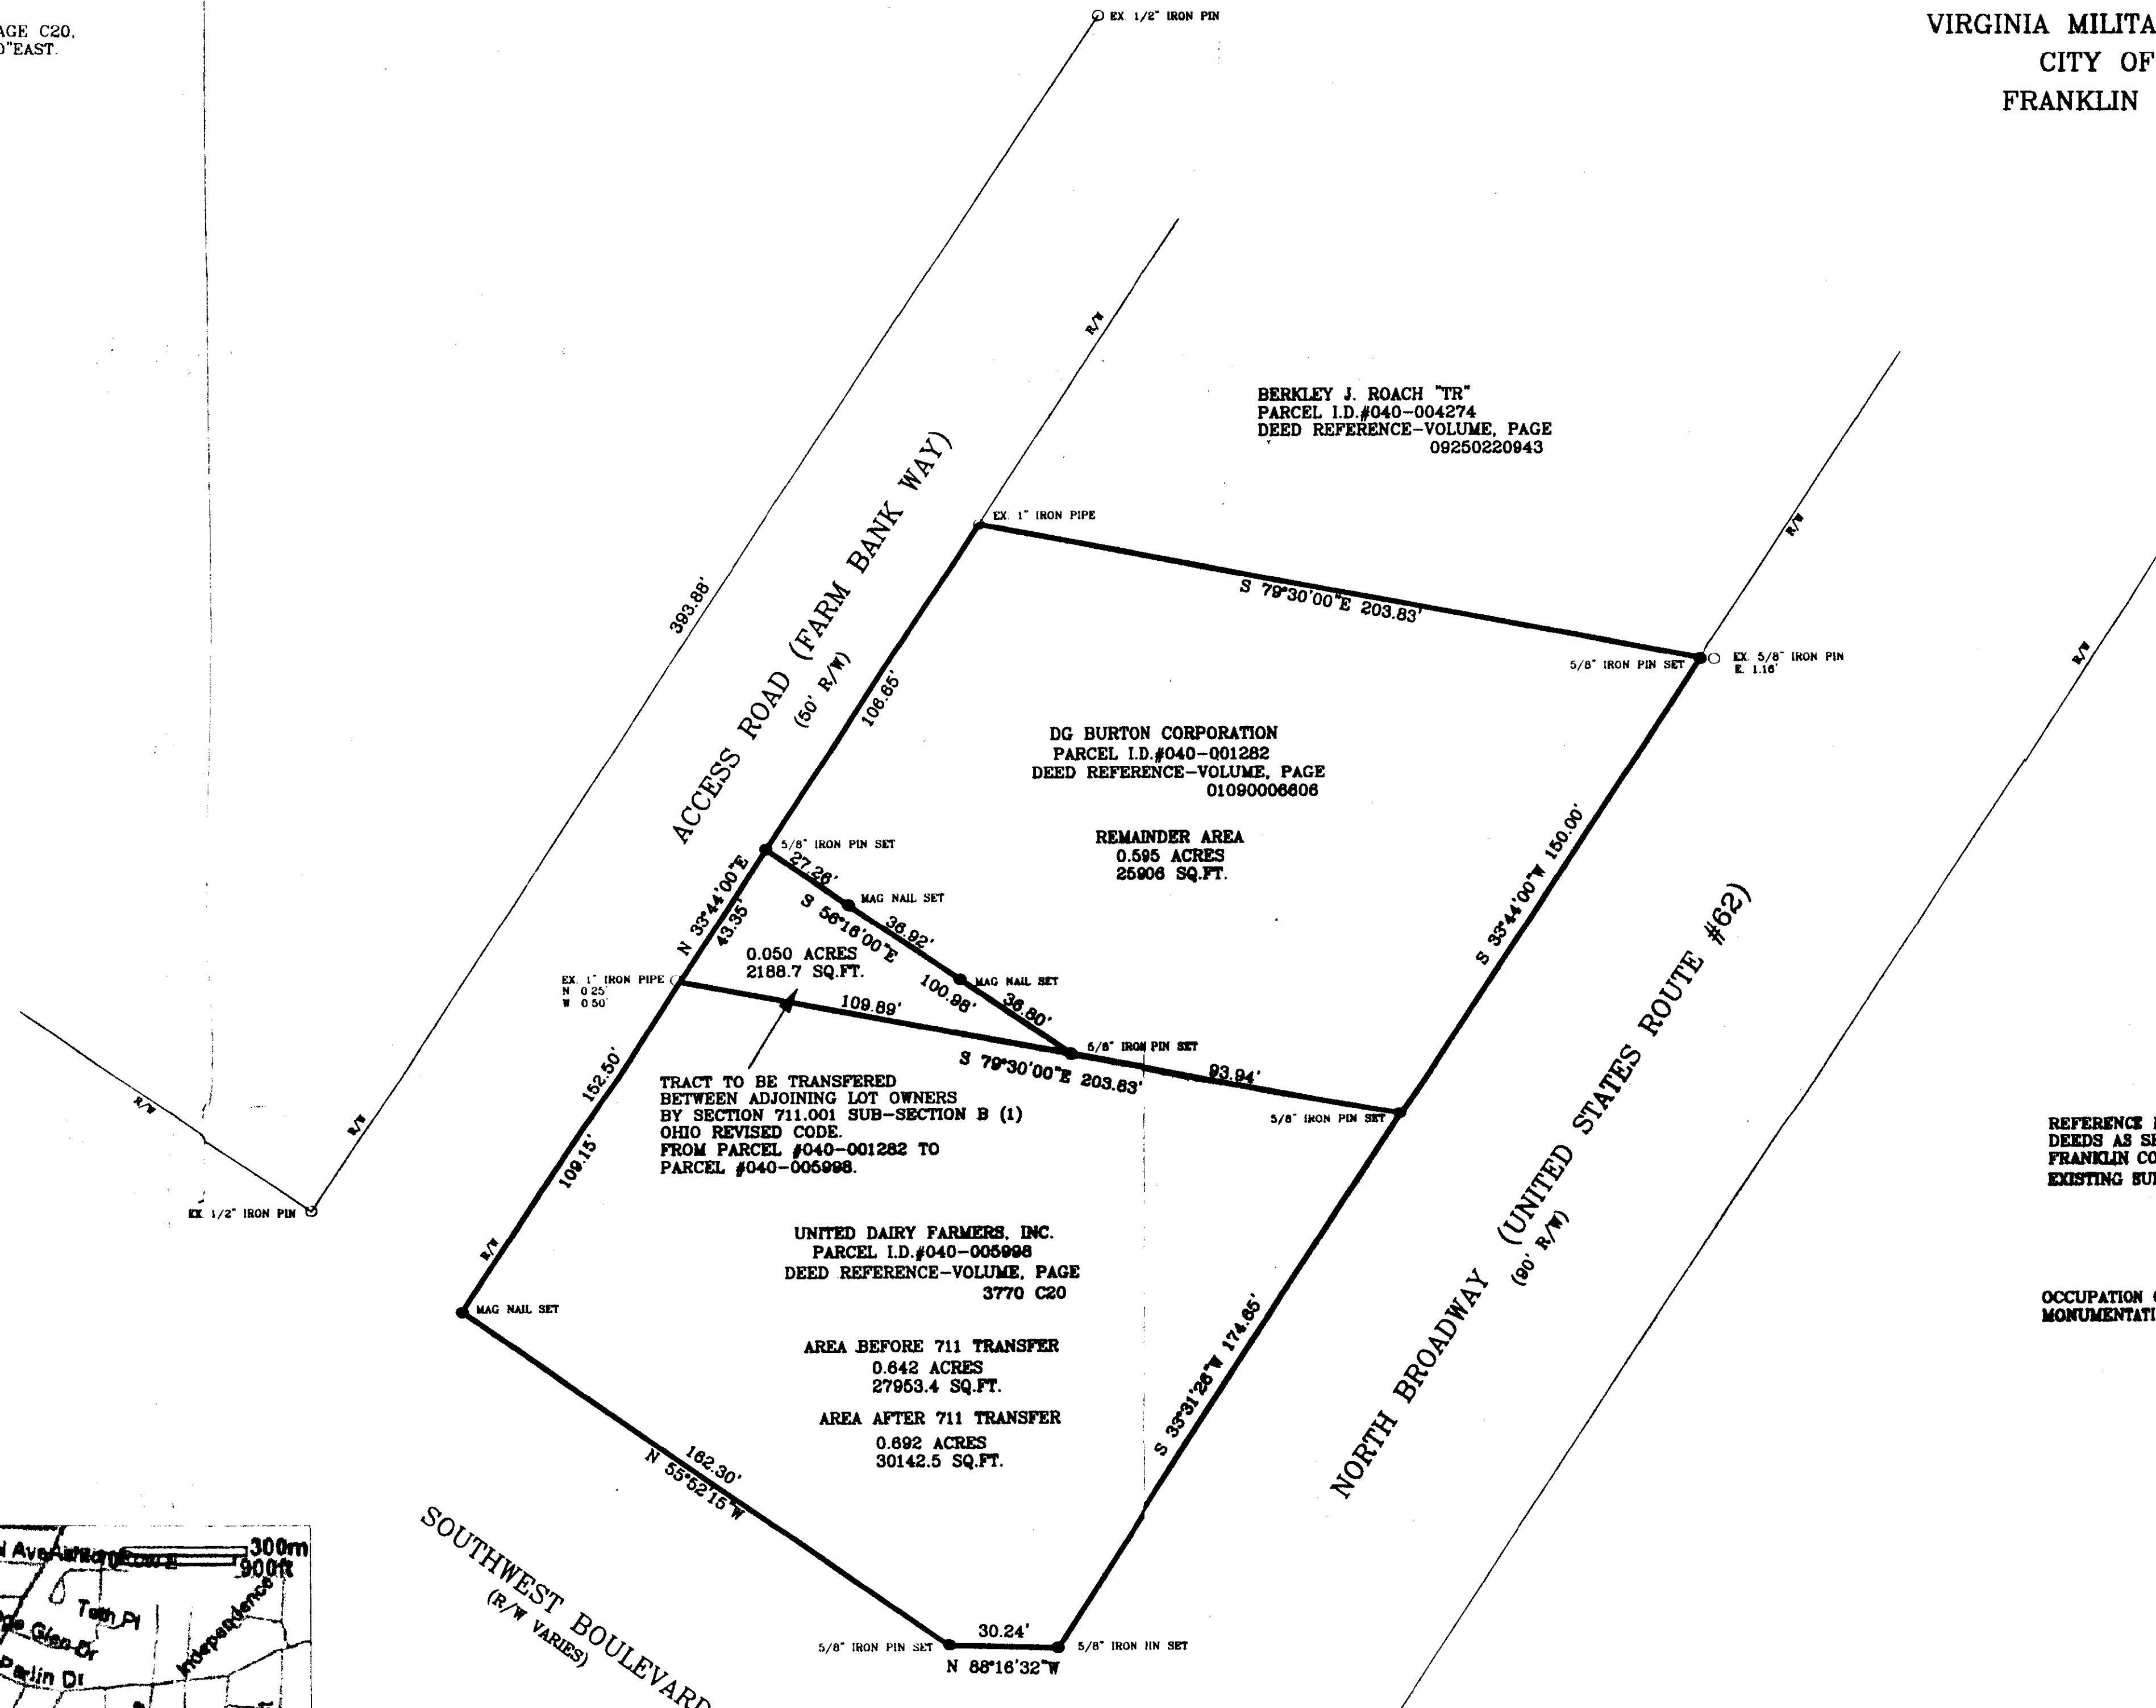 AGE C20,
0"EAST.
EX. 1/2" IRON PIN
VIRGINIA MILITA
CITY OF
FRANKLIN
R/W
BERKLEY J. ROACH "TR"
PARCEL I.D.#040-004274
DEED REFERENCE-VOLUME, PAGE
09250220943
EX. 1" IRON PIPE
S 79°30'00"E 203.83'
R/W
5/8" IRON PIN SET
EX. 5/8" IRON PIN
E. 1.16'
R/W
393.88'
ACCESS ROAD (FARM BANK WAY)
(50' R/W)
106.65'
DG BURTON CORPORATION
PARCEL I.D.#040-001282
DEED REFERENCE-VOLUME, PAGE
01090006606
REMAINDER AREA
0.595 ACRES
25906 SQ.FT.
S 33°44'00"W 150.00'
5/8" IRON PIN SET
27.26'
MAG NAIL SET
S 56°16'00"E
36.92'
N 33°44'00"E
43.35'
0.050 ACRES
2188.7 SQ.FT.
MAG NAIL SET
100.98'
36.80'
EX. 1" IRON PIPE
N 0.25'
W 0.50'
109.89'
5/8" IRON PIN SET
S 79°30'00"E 203.83'
93.94'
5/8" IRON PIN SET
152.50'
109.15'
TRACT TO BE TRANSFERED
BETWEEN ADJOINING LOT OWNERS
BY SECTION 711.001 SUB-SECTION B (1)
OHIO REVISED CODE.
FROM PARCEL #040-001282 TO
PARCEL #040-005998.
R/W
R/W
EX. 1/2" IRON PIN
R/W
MAG NAIL SET
UNITED DAIRY FARMERS, INC.
PARCEL I.D.#040-005998
DEED REFERENCE-VOLUME, PAGE
3770 C20
AREA BEFORE 711 TRANSFER
0.642 ACRES
27953.4 SQ.FT.
AREA AFTER 711 TRANSFER
0.692 ACRES
30142.5 SQ.FT.
S 33°31'26"W 174.65'
NORTH BROADWAY (UNITED STATES ROUTE #62)
(90' R/W)
REFERENCE
DEEDS AS
FRANKLIN CO
EXISTING
OCCUPATION
MONUMENTATI
162.30'
N 55°52'15"W
SOUTHWEST BOULEVARD
(R/W VARIES)
5/8" IRON PIN SET
30.24'
N 88°16'32"W
5/8" IRON IIN SET
300m
900ft
Toth Pl
Independence
Glen Dr
Parlin Dr